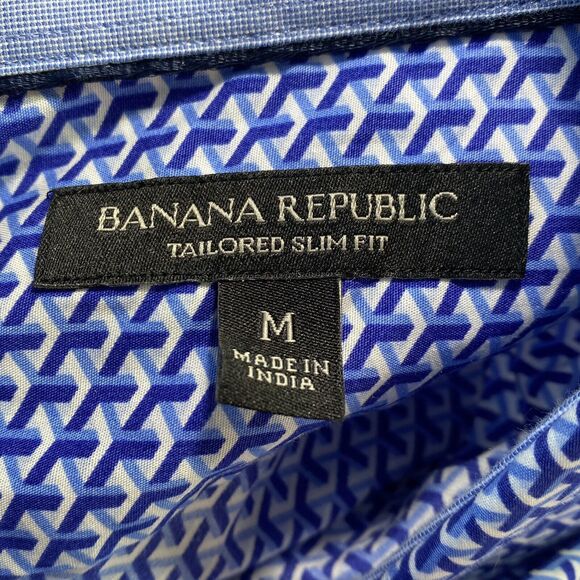 BANANA REPUBLIC
TAILORED SLIM FIT
M
MADE IN
INDIA